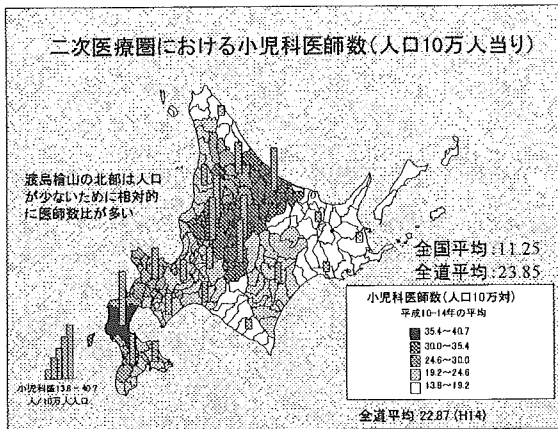 二次医療圏における小児科医師数(人口10万人当り)
渡島檜山の北部は人口
が少ないために相対的
に医師数比が多い
全国平均:11.25
全道平均:23.85
小児科医師数(人口10万対)
平成10-14年の平均
35.4~40.7
30.0~35.4
24.6~30.0
19.2~24.6
13.8~19.2
小児科医13.8-40.7
人/10万人人口
全道平均 22.87(H14)